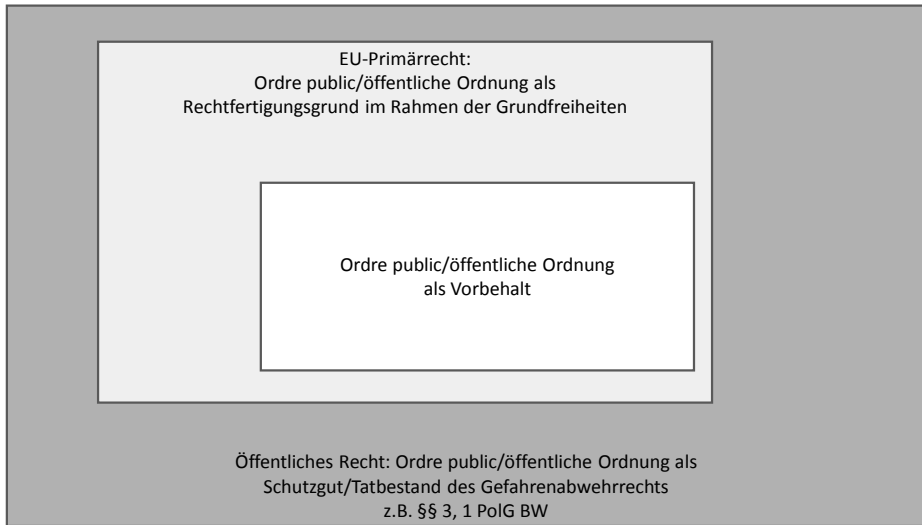 EU-Primärrecht:
Ordre public/öffentliche Ordnung als
Rechtfertigungsgrund im Rahmen der Grundfreiheiten
Ordre public/öffentliche Ordnung
als Vorbehalt
Öffentliches Recht: Ordre public/öffentliche Ordnung als
Schutzgut/Tatbestand des Gefahrenabwehrrechts
z.B. §§ 3, 1 PolG BW